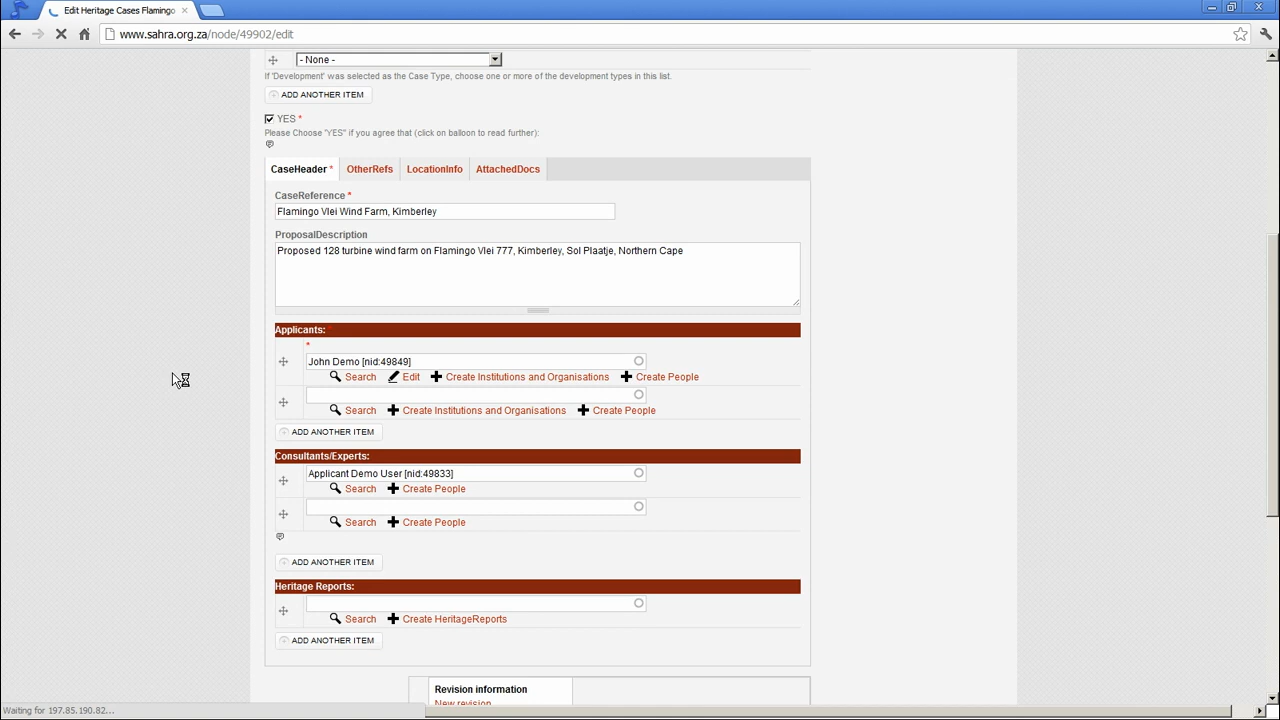 Edit Heritage Cases Flamingo
www.sahra.org.za/node/49902/edit
- None -
If 'Development' was selected as the Case Type, choose one or more of the development types in this list.
ADD ANOTHER ITEM
YES *
Please Choose "YES" if you agree that (click on balloon to read further):
CaseHeader * OtherRefs LocationInfo AttachedDocs
CaseReference *
Flamingo Vlei Wind Farm, Kimberley
ProposalDescription
Proposed 128 turbine wind farm on Flamingo Vlei 777, Kimberley, Sol Plaatje, Northern Cape
Applicants: *
*
John Demo [nid:49849]
Search Edit Create Institutions and Organisations Create People
Search Create Institutions and Organisations Create People
ADD ANOTHER ITEM
Consultants/Experts:
Applicant Demo User [nid:49833]
Search Create People
Search Create People
ADD ANOTHER ITEM
Heritage Reports:
Search Create HeritageReports
ADD ANOTHER ITEM
Revision information
New revision
Waiting for 197.85.190.82...